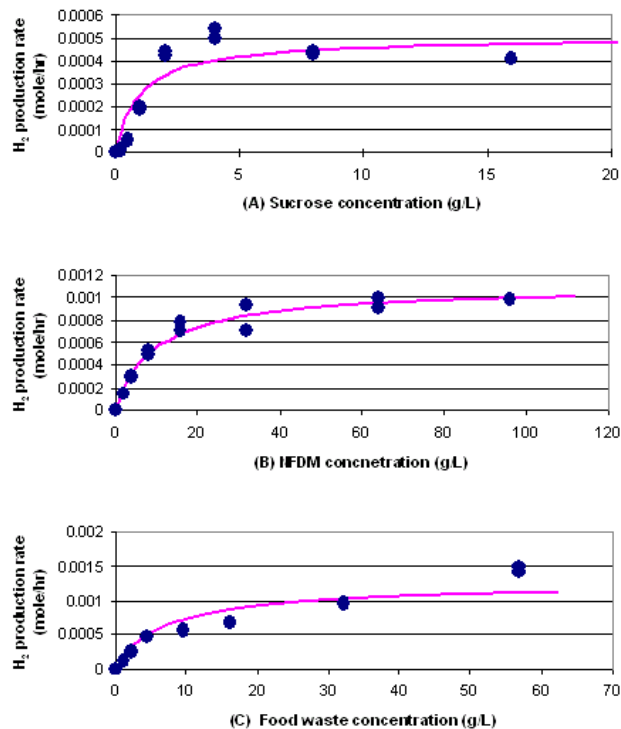 H2 production rate
(mole/hr)
0.0006
0.0005
0.0004
0.0003
0.0002
0.0001
0
0 5 10 15 20
(A) Sucrose concentration (g/L)
H2 production rate
(mole/hr)
0.0012
0.001
0.0008
0.0006
0.0004
0.0002
0
0 20 40 60 80 100 120
(B) NFDM concnetration (g/L)
H2 production rate
(mole/hr)
0.002
0.0015
0.001
0.0005
0
0 10 20 30 40 50 60 70
(C) Food waste concentration (g/L)